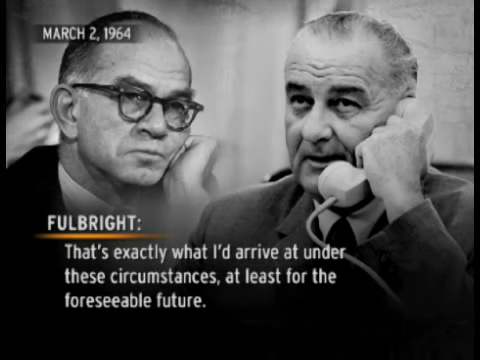 MARCH 2, 1964
FULBRIGHT:
That's exactly what I'd arrive at under
these circumstances, at least for the
foreseeable future.